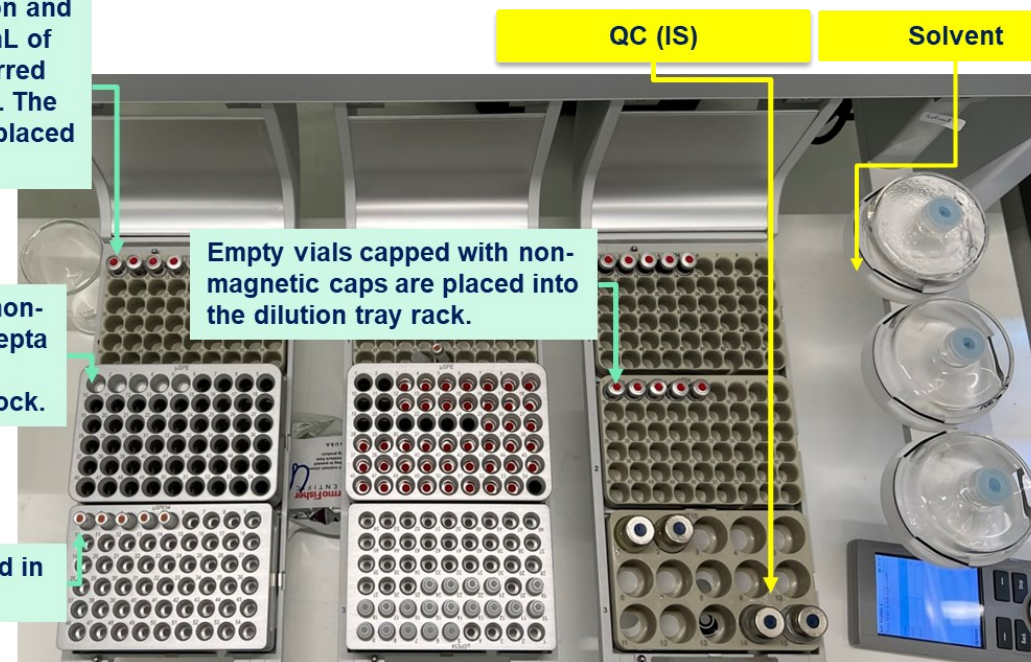 on and
nL of
rred
. The
placed
QC (IS)
Solvent
Empty vials capped with non-
magnetic caps are placed into
the dilution tray rack.
non-
epta
ock.
d in